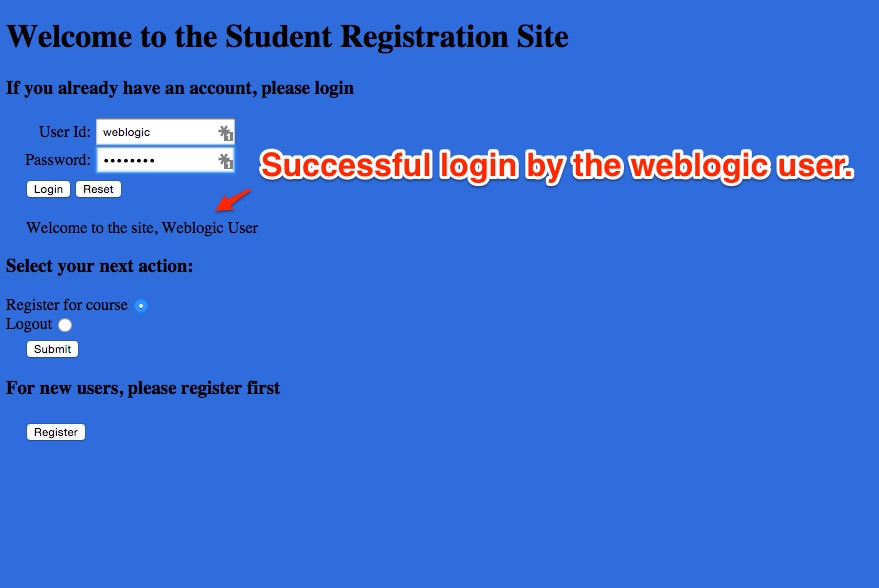 Welcome to the Student Registration Site
If you already have an account, please login
User Id: weblogic
Password: ••••••••
Successful login by the weblogic user.
Login Reset
Welcome to the site, Weblogic User
Select your next action:
Register for course
Logout
Submit
For new users, please register first
Register